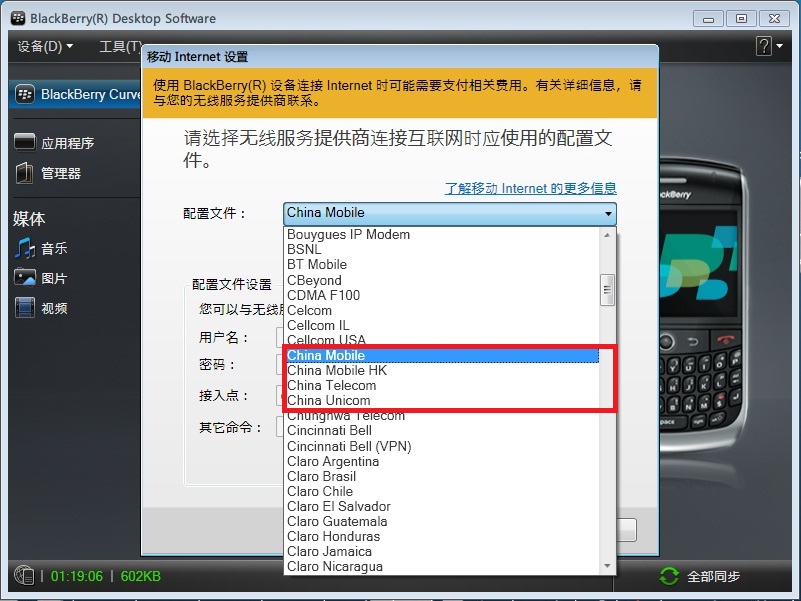 BlackBerry(R) Desktop Software
设备(D)
工具(T)
?
移动 Internet 设置
BlackBerry Curve
使用 BlackBerry(R) 设备连接 Internet 时可能需要支付相关费用。有关详细信息，请
与您的无线服务提供商联系。
应用程序
管理器
媒体
音乐
图片
视频
请选择无线服务提供商连接互联网时应使用的配置文
件。
了解移动 Internet 的更多信息
配置文件：
China Mobile
Bouygues IP Modem
BSNL
BT Mobile
CBeyond
CDMA F100
Celcom
Cellcom IL
Cellcom USA
China Mobile
China Mobile HK
China Telecom
China Unicom
Chunghwa Telecom
Cincinnati Bell
Cincinnati Bell (VPN)
Claro Argentina
Claro Brasil
Claro Chile
Claro El Salvador
Claro Guatemala
Claro Honduras
Claro Jamaica
Claro Nicaragua
配置文件设置
您可以与无线
用户名：
密码：
接入点：
其它命令：
ckBerry
01:19:06
602KB
全部同步